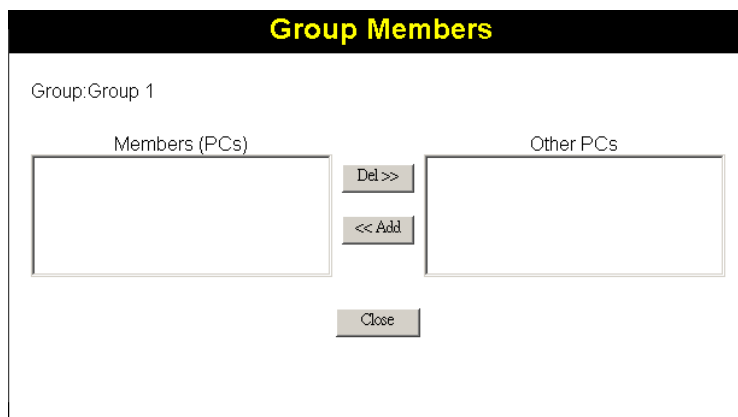 Group Members
Group:Group 1
Members (PCs)
Other PCs
Del >>
<< Add
Close